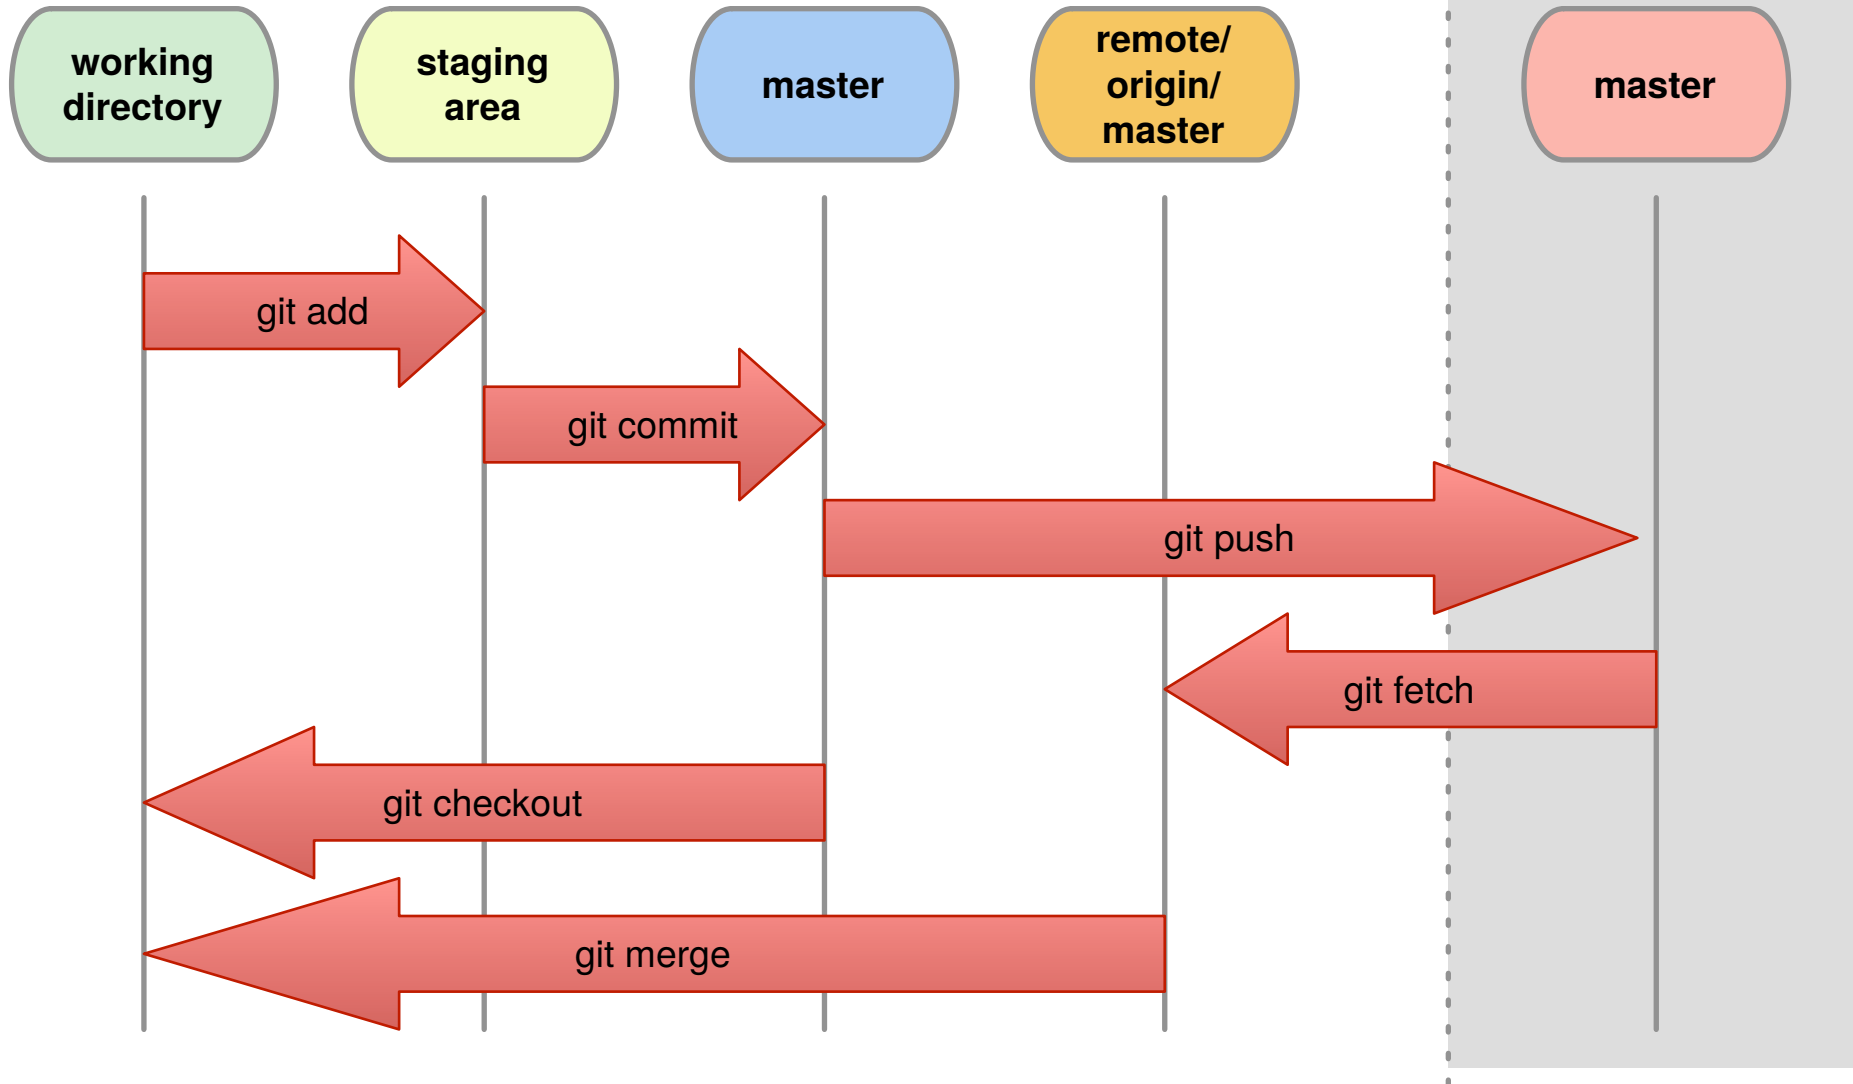 working
directory
staging
area
master
remote/
origin/
master
master
git add
git commit
git push
git fetch
git checkout
git merge